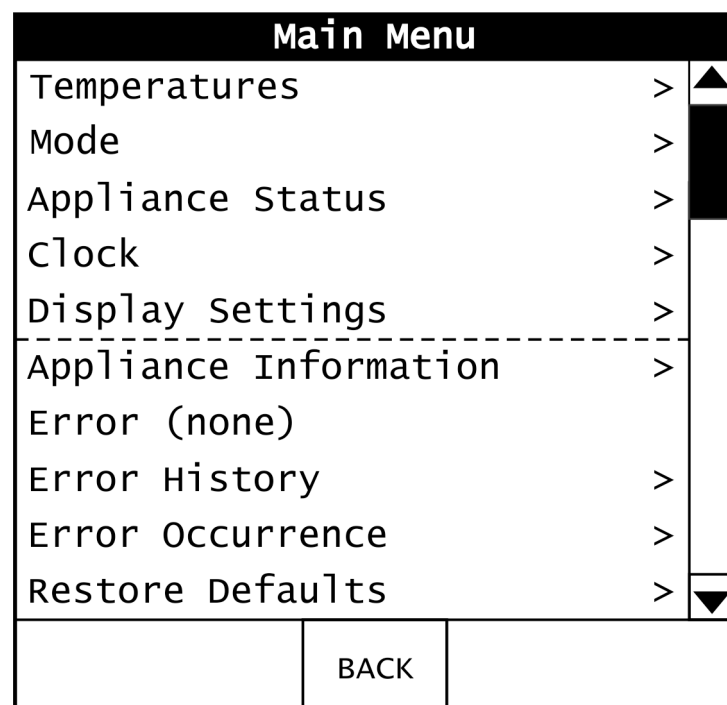 Main Menu
Temperatures >
Mode >
Appliance Status >
Clock >
Display Settings >
Appliance Information >
Error (none)
Error History >
Error Occurrence >
Restore Defaults >
BACK